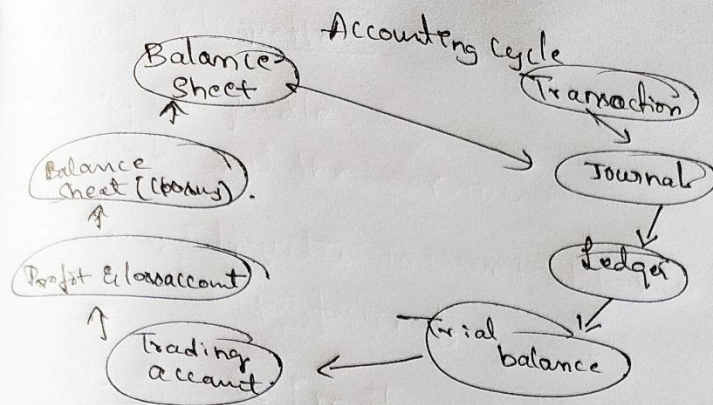 Accounting cycle
Balance
Sheet
Transaction
Journal
Ledger
Trial
balance
Trading
account
Profit & loss account
Balance
Sheet